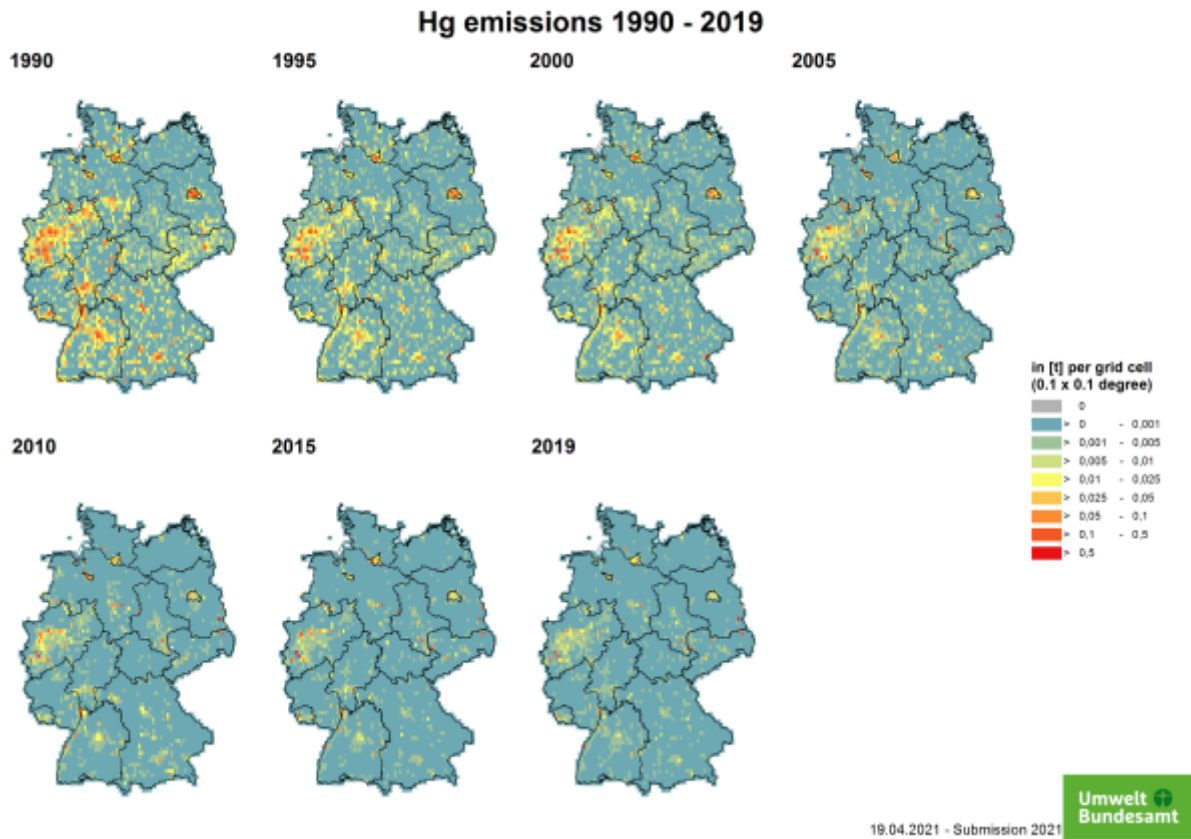 Hg emissions 1990 - 2019
1990
1995
2000
2005
in [t] per grid cell
(0.1 x 0.1 degree)
0
> 0 - 0,001
> 0,001 - 0,005
> 0,005 - 0,01
> 0,01 - 0,025
> 0,025 - 0,05
> 0,05 - 0,1
> 0,1 - 0,5
> 0,5
2010
2015
2019
19.04.2021 - Submission 2021
Umwelt
Bundesamt